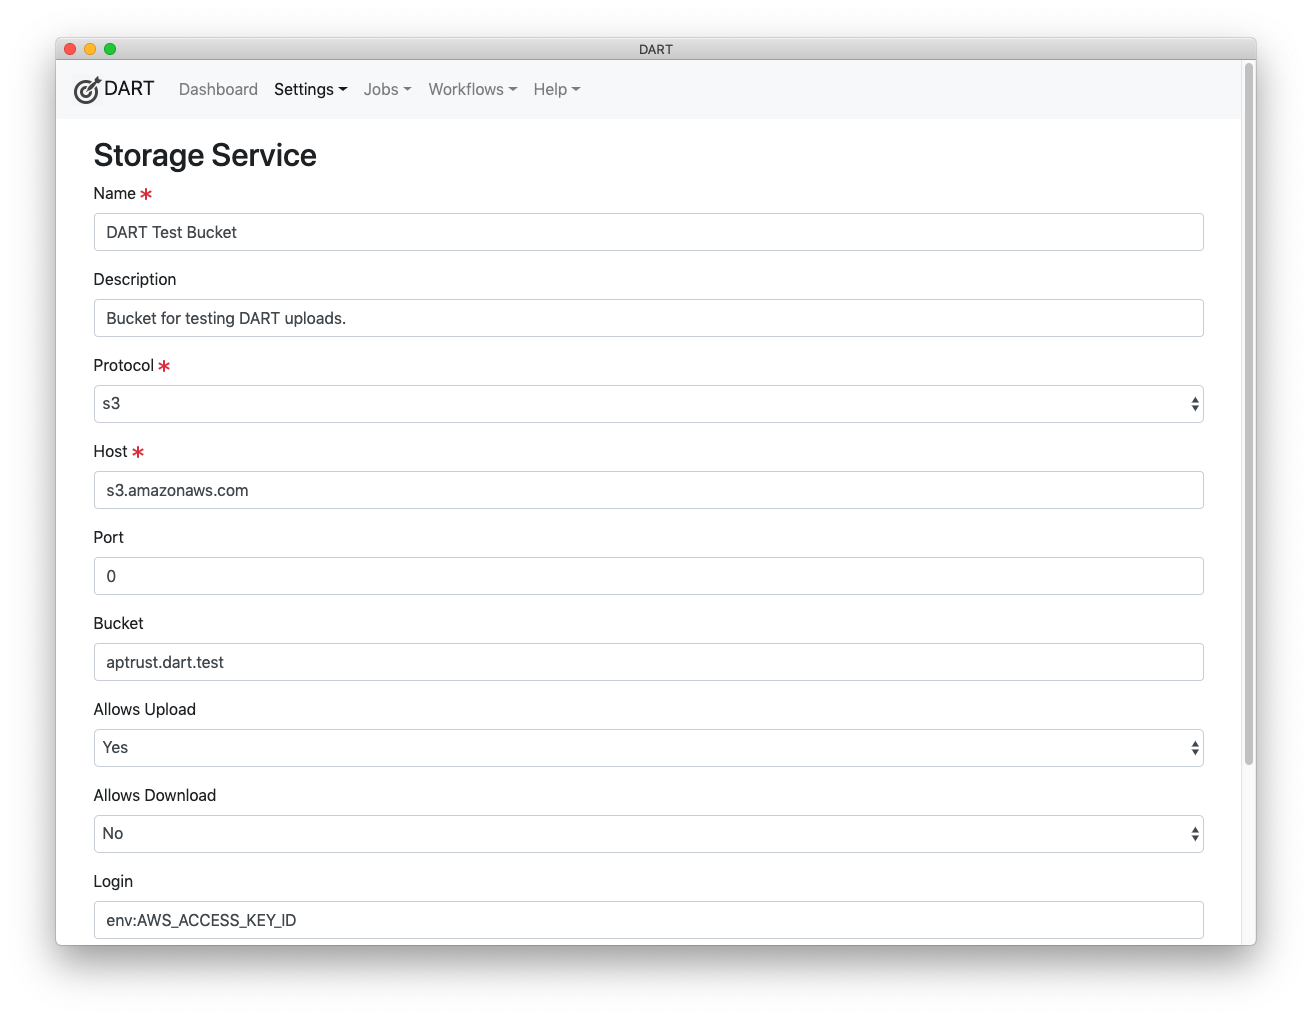 DART
DART Dashboard Settings Jobs Workflows Help
Storage Service
Name *
DART Test Bucket
Description
Bucket for testing DART uploads.
Protocol *
s3
Host *
s3.amazonaws.com
Port
0
Bucket
aptrust.dart.test
Allows Upload
Yes
Allows Download
No
Login
env:AWS_ACCESS_KEY_ID